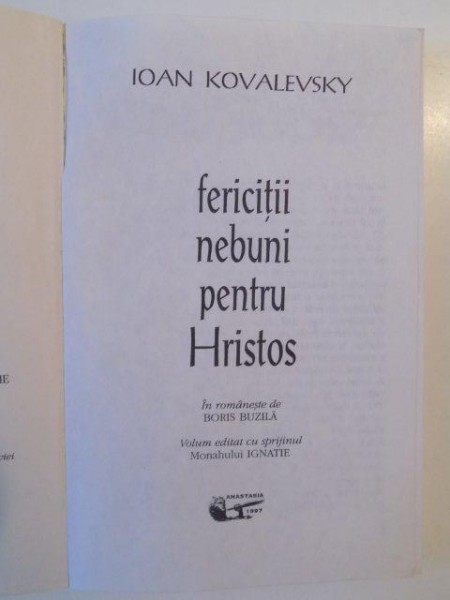 IOAN KOVALEVSKY
fericiții
nebuni
pentru
Hristos
În românește de
BORIS BUZILĂ
Volum editat cu sprijinul
Monahului IGNATIE
ANASTASIA
1997
IE